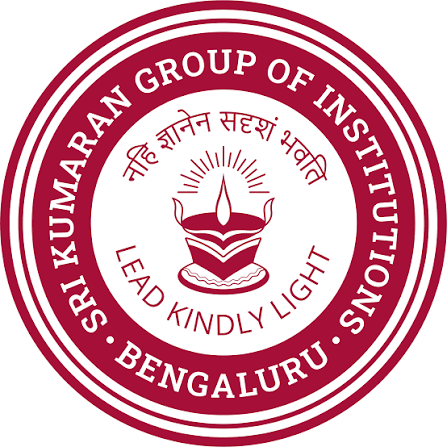 SRI KUMARAN GROUP OF INSTITUTIONS
नहि ज्ञानेन सदृशं भवति
LEAD KINDLY LIGHT
• BENGALURU •